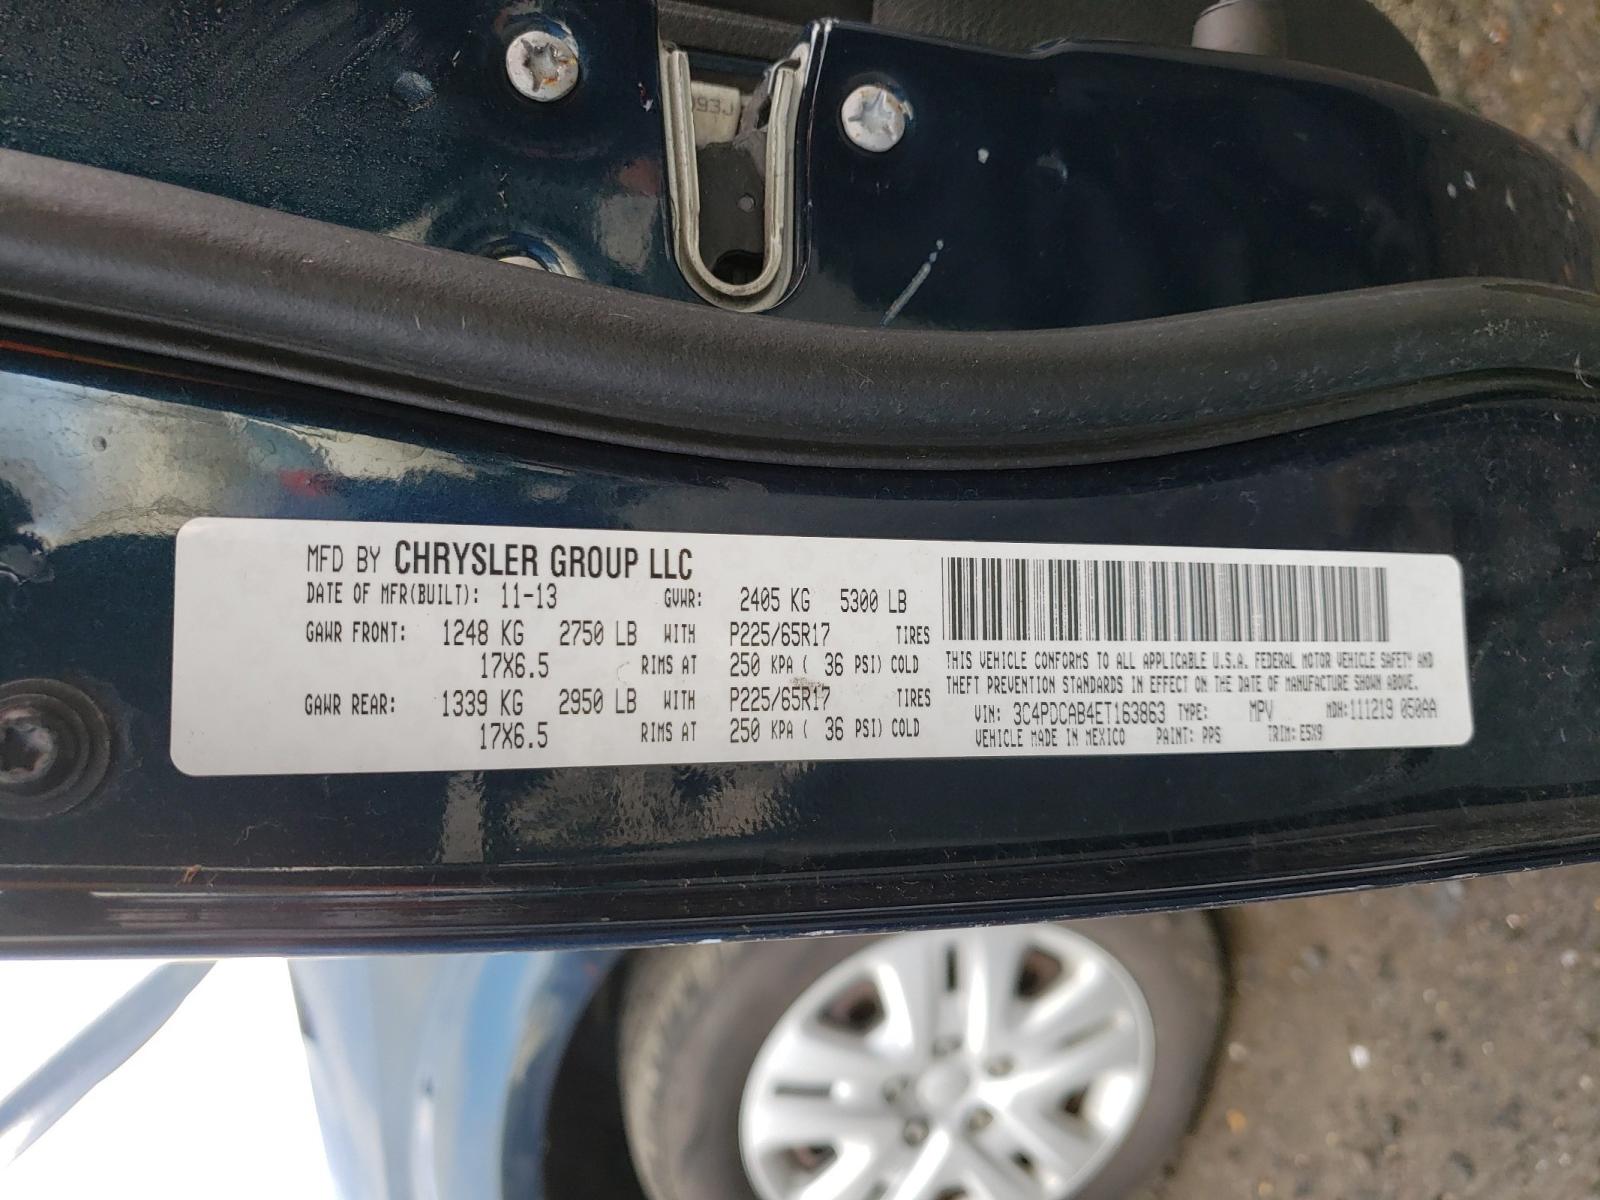 093J
MFD BY CHRYSLER GROUP LLC
DATE OF MFR(BUILT): 11-13 GVWR: 2405 KG 5300 LB
GAWR FRONT: 1248 KG 2750 LB WITH P225/65R17 TIRES
17X6.5 RIMS AT 250 KPA ( 36 PSI) COLD
GAWR REAR: 1339 KG 2950 LB WITH P225/65R17 TIRES
17X6.5 RIMS AT 250 KPA ( 36 PSI) COLD
THIS VEHICLE CONFORMS TO ALL APPLICABLE U.S.A. FEDERAL MOTOR VEHICLE SAFETY AND
THEFT PREVENTION STANDARDS IN EFFECT ON THE DATE OF MANUFACTURE SHOWN ABOVE.
VIN: 3C4PDCAB4ET163863 TYPE: MPV MDH:111219 050AA
VEHICLE MADE IN MEXICO PAINT: PPS TRIM: E5X9